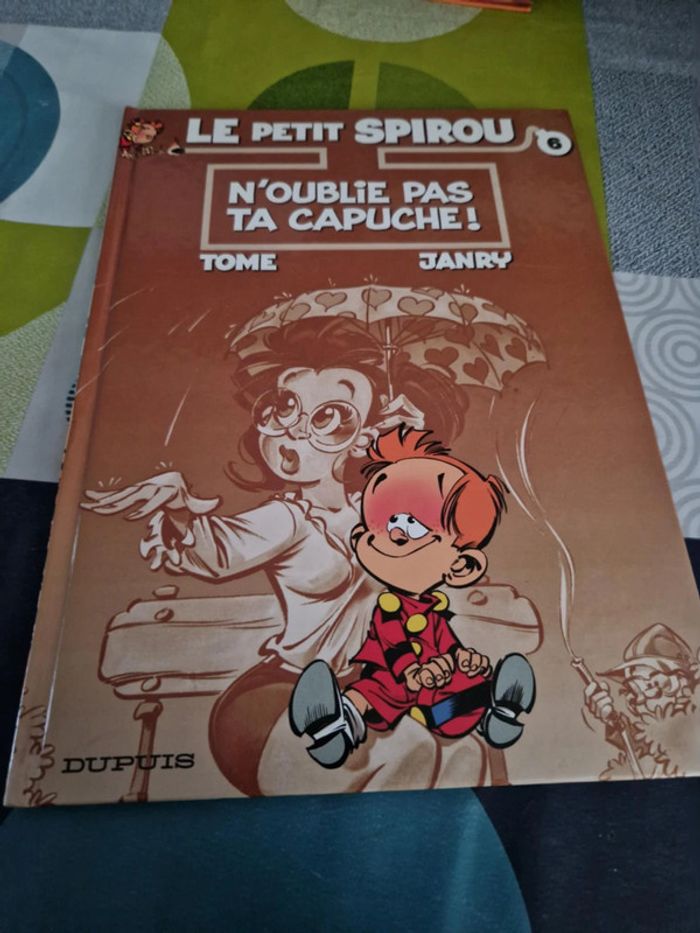 LE PETIT SPIROU
6
N'OUBLIE PAS
TA CAPUCHE!
TOME JANRY
DUPUIS